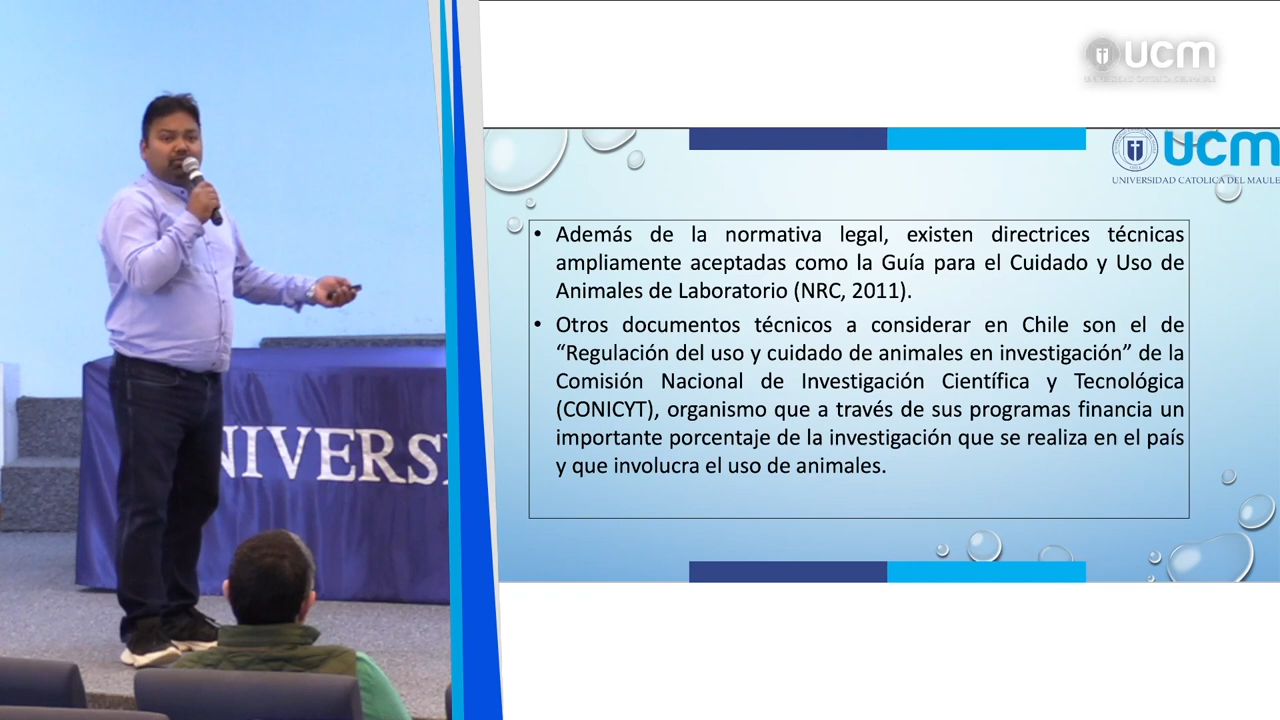 ucm
ucm
UNIVERSIDAD CATOLICA DEL MAULE
• Además de la normativa legal, existen directrices técnicas
ampliamente aceptadas como la Guía para el Cuidado y Uso de
Animales de Laboratorio (NRC, 2011).
• Otros documentos técnicos a considerar en Chile son el de
“Regulación del uso y cuidado de animales en investigación” de la
Comisión Nacional de Investigación Científica y Tecnológica
(CONICYT), organismo que a través de sus programas financia un
importante porcentaje de la investigación que se realiza en el país
y que involucra el uso de animales.
NIVERS